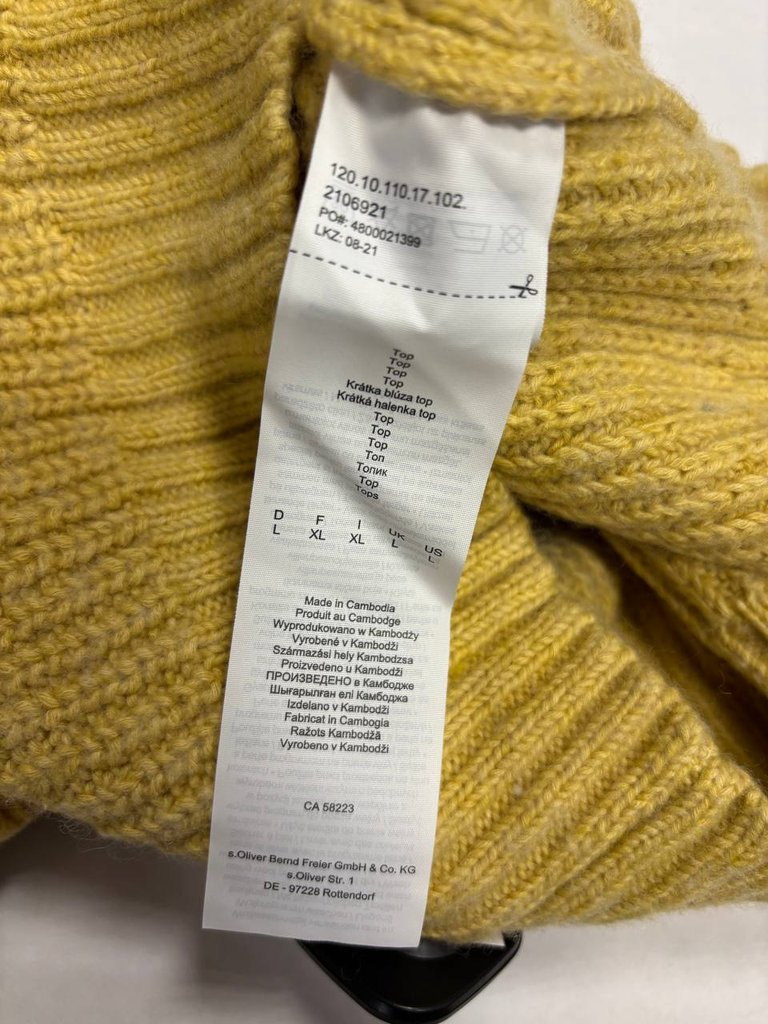 120.10.110.17.102.
2106921
PO#: 4800021399
LKZ: 08-21
Top
Top
Top
Top
Krátka blúza top
Krátká halenka top
Top
Top
Top
Топ
Топик
Top
Tops
D F I UK US
L XL XL L L
Made in Cambodia
Produit au Cambodge
Wyprodukowano w Kambodży
Vyrobené v Kambodži
Származási hely Kambodzsa
Proizvedeno u Kambodži
ПРОИЗВЕДЕНО в Камбодже
Шығарылған елі Камбоджа
Izdelano v Kambodži
Fabricat in Cambogia
Ražots Kambodžā
Vyrobeno v Kambodži
CA 58223
s.Oliver Bernd Freier GmbH & Co. KG
s.Oliver Str. 1
DE - 97228 Rottendorf